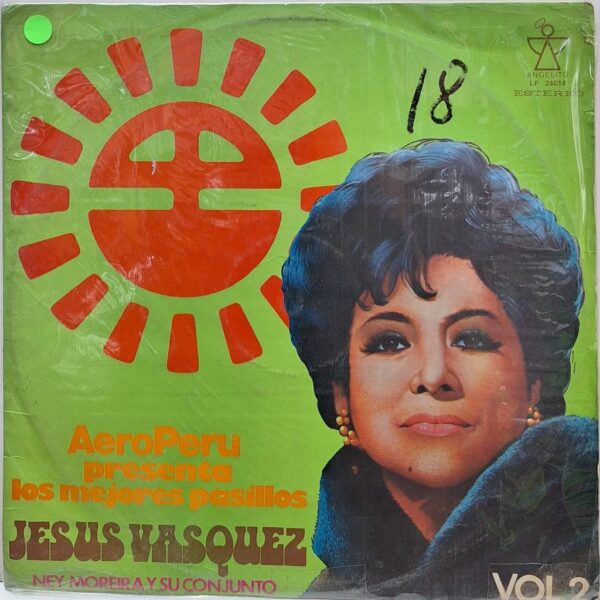 18
ANGELITO
LP - 24014
ESTEREO
AeroPeru
presenta
los mejores pasillos
JESUS VASQUEZ
NEY MOREIRA Y SU CONJUNTO
VOL 2